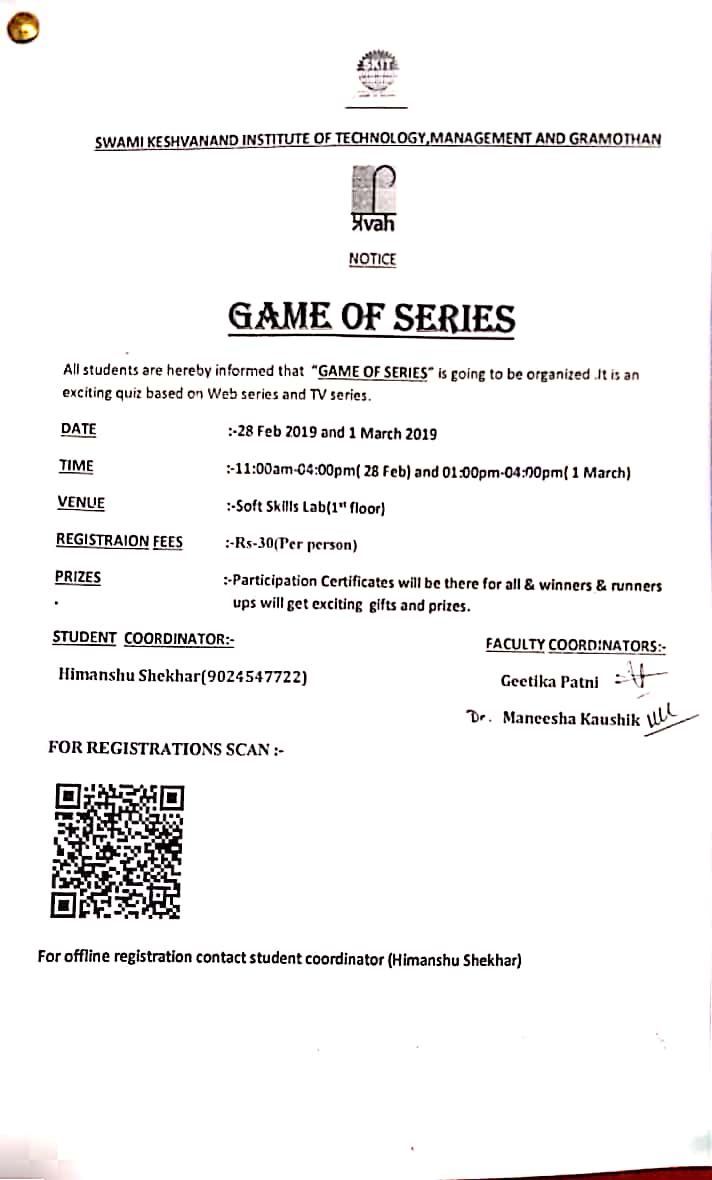 SKIT
SWAMI KESHVANAND INSTITUTE OF TECHNOLOGY,MANAGEMENT AND GRAMOTHAN
प्रvah
NOTICE
GAME OF SERIES
All students are hereby informed that "GAME OF SERIES" is going to be organized .It is an
exciting quiz based on Web series and TV series.
DATE :-28 Feb 2019 and 1 March 2019
TIME :-11:00am-04:00pm( 28 Feb) and 01:00pm-04:00pm( 1 March)
VENUE :-Soft Skills Lab(1st floor)
REGISTRAION FEES :-Rs-30(Per person)
PRIZES :-Participation Certificates will be there for all & winners & runners
ups will get exciting gifts and prizes.
STUDENT COORDINATOR:-
Himanshu Shekhar(9024547722)
FACULTY COORDINATORS:-
Geetika Patni
Dr. Maneesha Kaushik
FOR REGISTRATIONS SCAN :-
For offline registration contact student coordinator (Himanshu Shekhar)